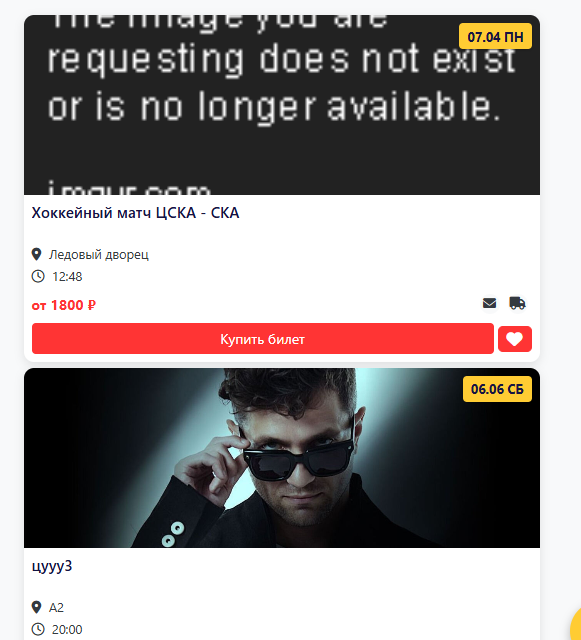 The image you are
requesting does not exist
or is no longer available.
imgur.com
07.04 ПН
Хоккейный матч ЦСКА - СКА
Ледовый дворец
12:48
от 1800 ₽
Купить билет
06.06 СБ
цууу3
А2
20:00